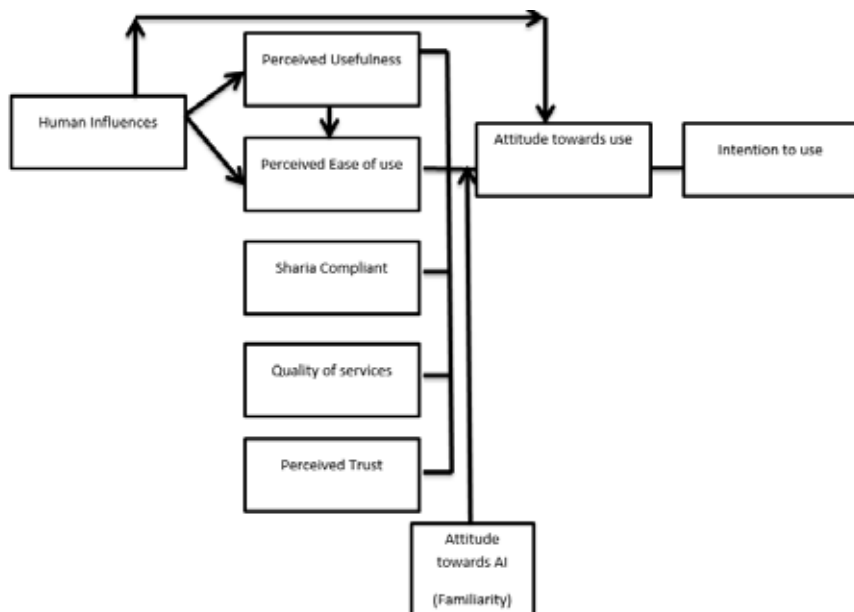 Perceived Usefulness
Human Influences
Perceived Ease of use
Attitude towards use
Intention to use
Sharia Compliant
Quality of services
Perceived Trust
Attitude
towards AI
(Familiarity)